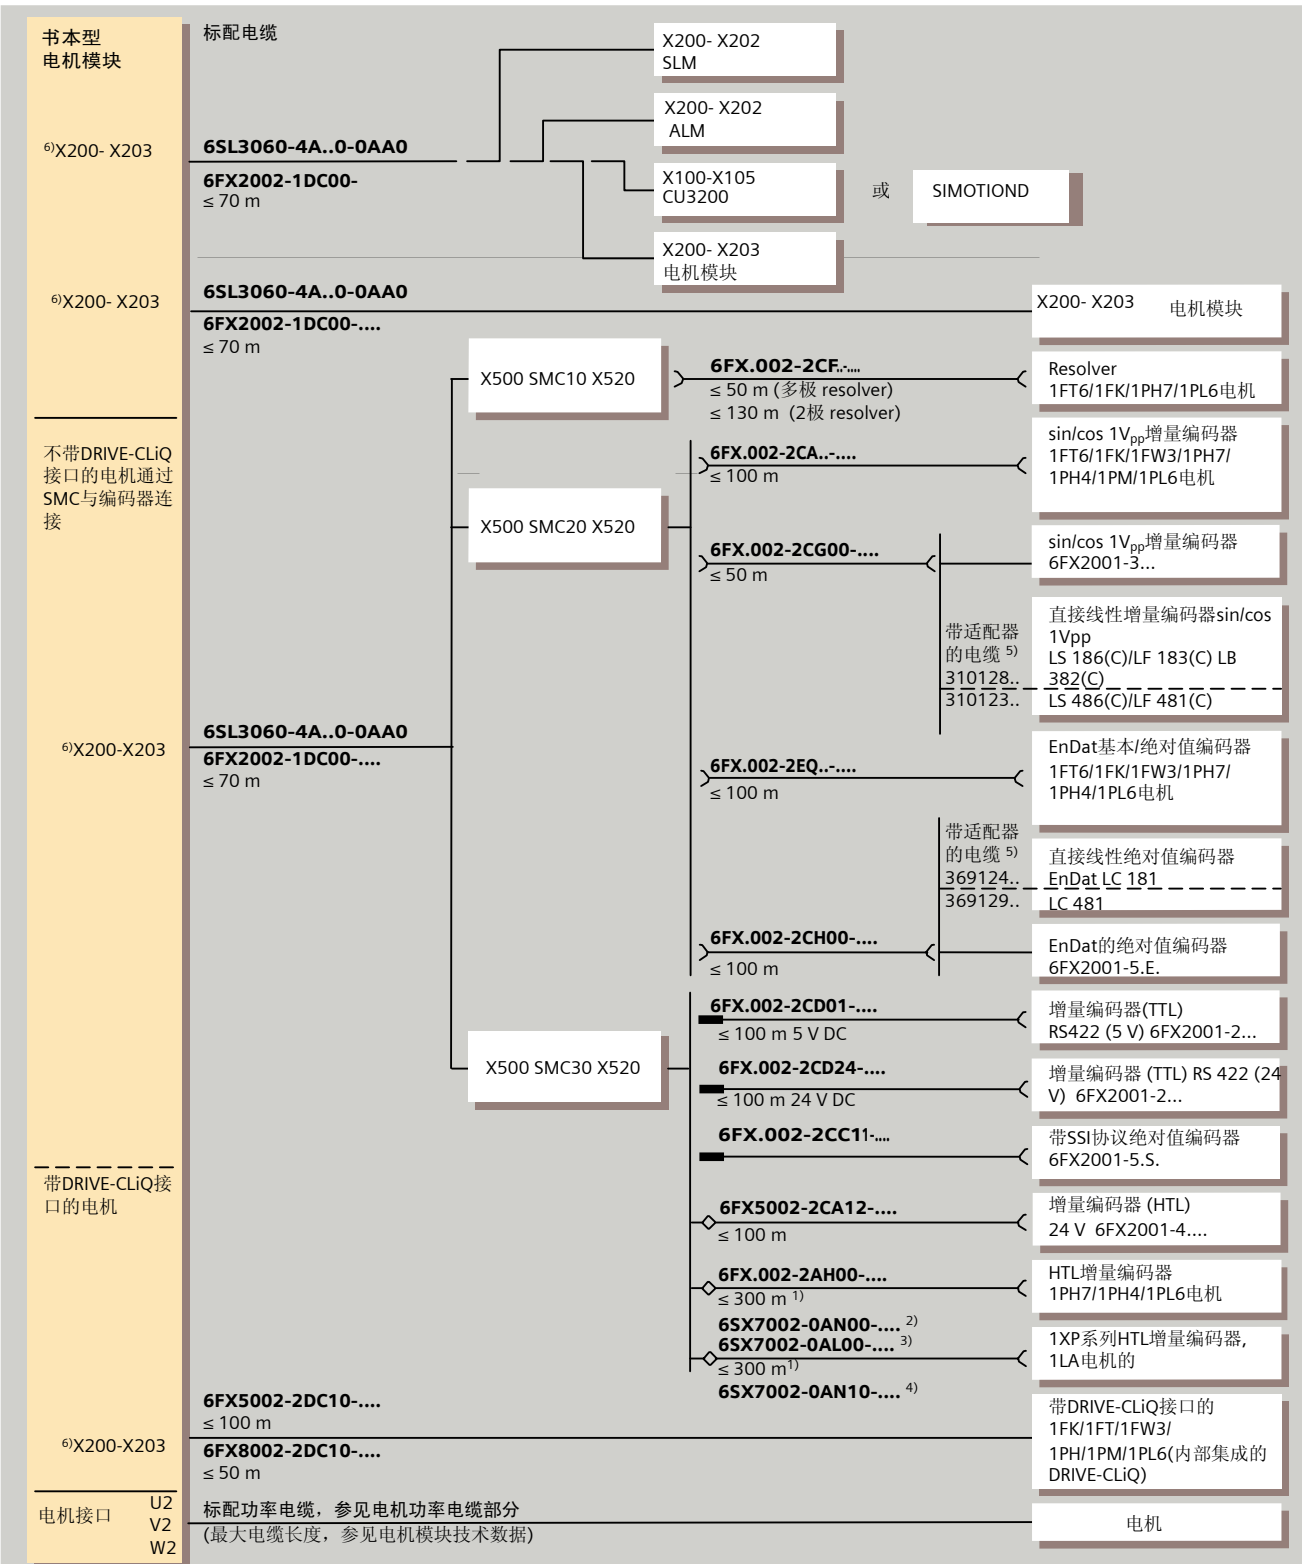 书本型
电机模块
标配电缆
X200- X202
SLM
X200- X202
ALM
6)X200- X203
6SL3060-4A..0-0AA0
6FX2002-1DC00-
≤ 70 m
X100-X105
CU3200
或
SIMOTIOND
X200- X203
电机模块
6)X200- X203
6SL3060-4A..0-0AA0
6FX2002-1DC00-....
≤ 70 m
X200- X203 电机模块
X500 SMC10 X520
6FX.002-2CF..-....
≤ 50 m (多极 resolver)
≤ 130 m (2极 resolver)
Resolver
1FT6/1FK/1PH7/1PL6电机
不带DRIVE-CLiQ
接口的电机通过
SMC与编码器连
接
6FX.002-2CA..-....
≤ 100 m
sin/cos 1Vpp增量编码器
1FT6/1FK/1FW3/1PH7/
1PH4/1PM/1PL6电机
X500 SMC20 X520
6FX.002-2CG00-....
≤ 50 m
sin/cos 1Vpp增量编码器
6FX2001-3...
带适配器
的电缆 5)
310128..
310123..
直接线性增量编码器sin/cos
1Vpp
LS 186(C)/LF 183(C) LB
382(C)
LS 486(C)/LF 481(C)
6)X200-X203
6SL3060-4A..0-0AA0
6FX2002-1DC00-....
≤ 70 m
6FX.002-2EQ..-....
≤ 100 m
EnDat基本/绝对值编码器
1FT6/1FK/1FW3/1PH7/
1PH4/1PL6电机
带适配器
的电缆 5)
369124..
369129..
直接线性绝对值编码器
EnDat LC 181
LC 481
6FX.002-2CH00-....
≤ 100 m
EnDat的绝对值编码器
6FX2001-5.E.
X500 SMC30 X520
6FX.002-2CD01-....
≤ 100 m 5 V DC
增量编码器(TTL)
RS422 (5 V) 6FX2001-2...
6FX.002-2CD24-....
≤ 100 m 24 V DC
增量编码器 (TTL) RS 422 (24
V) 6FX2001-2...
6FX.002-2CC11-....
带SSI协议绝对值编码器
6FX2001-5.S.
带DRIVE-CLiQ接
口的电机
6FX5002-2CA12-....
≤ 100 m
增量编码器 (HTL)
24 V 6FX2001-4....
6FX.002-2AH00-....
≤ 300 m 1)
HTL增量编码器
1PH7/1PH4/1PL6电机
6SX7002-0AN00-.... 2)
6SX7002-0AL00-.... 3)
≤ 300 m1)
6SX7002-0AN10-.... 4)
1XP系列HTL增量编码器,
1LA电机的
6)X200-X203
6FX5002-2DC10-....
≤ 100 m
6FX8002-2DC10-....
≤ 50 m
带DRIVE-CLiQ接口的
1FK/1FT/1FW3/
1PH/1PM/1PL6(内部集成的
DRIVE-CLiQ)
电机接口
U2
V2
W2
标配功率电缆，参见电机功率电缆部分
(最大电缆长度，参见电机模块技术数据)
电机